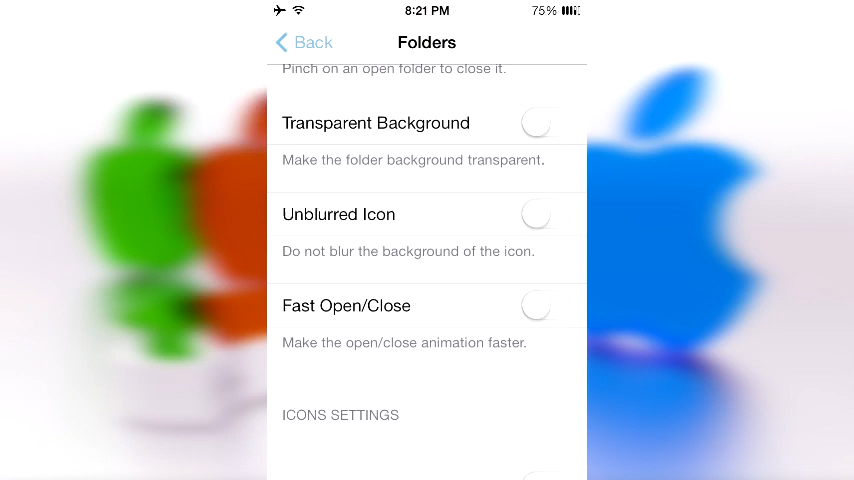 8:21 PM
75%
Back
Folders
Pinch on an open folder to close it.
Transparent Background
Make the folder background transparent.
Unblurred Icon
Do not blur the background of the icon.
Fast Open/Close
Make the open/close animation faster.
ICONS SETTINGS